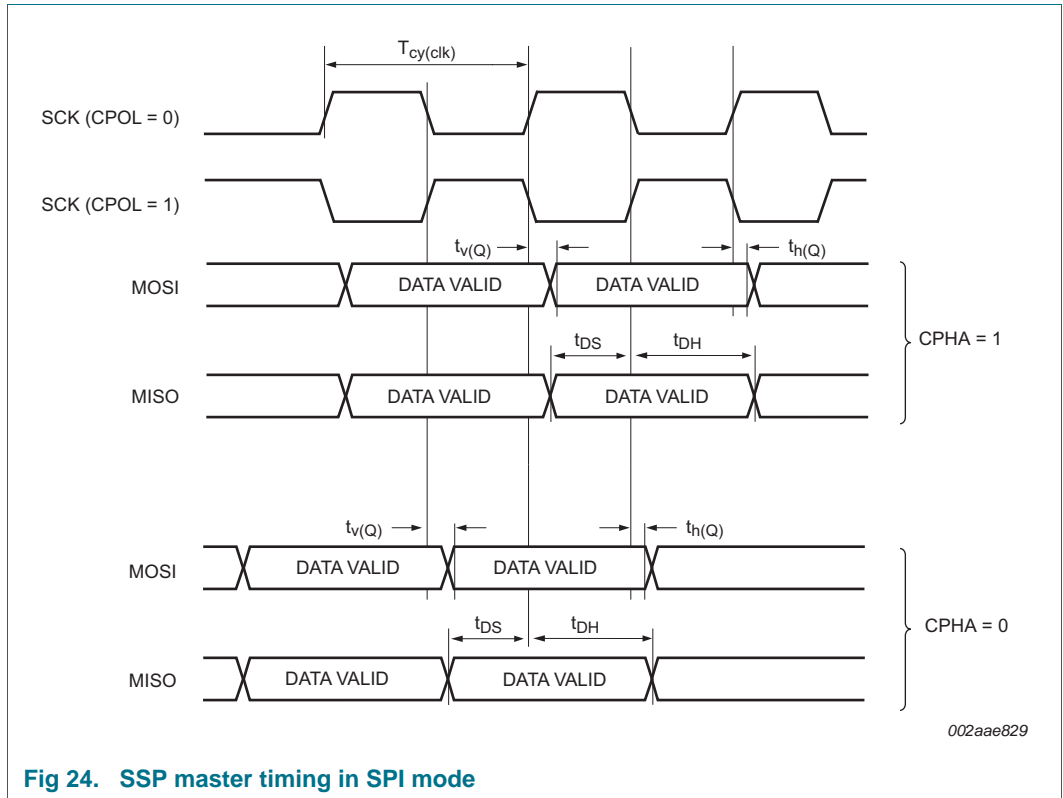 Tcy(clk)
SCK (CPOL = 0)
SCK (CPOL = 1)
tv(Q)
th(Q)
MOSI
DATA VALID
DATA VALID
CPHA = 1
tDS
tDH
MISO
DATA VALID
DATA VALID
tv(Q)
th(Q)
MOSI
DATA VALID
DATA VALID
CPHA = 0
tDS
tDH
MISO
DATA VALID
DATA VALID
002aae829
Fig 24. SSP master timing in SPI mode